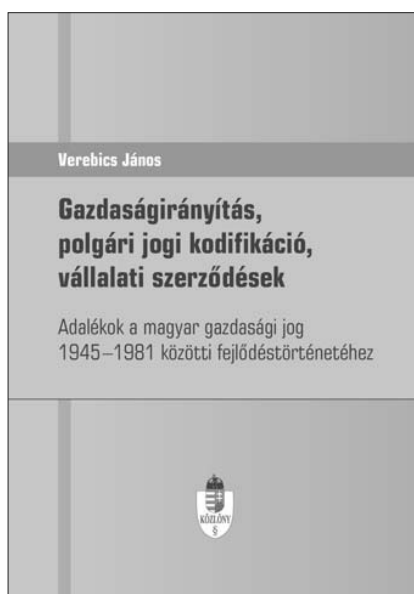 Verebics János
Gazdaságirányítás,
polgári jogi kodifikáció,
vállalati szerződések
Adalékok a magyar gazdasági jog
1945–1981 közötti fejlődéstörténetéhez
KÖZLÖNY
§